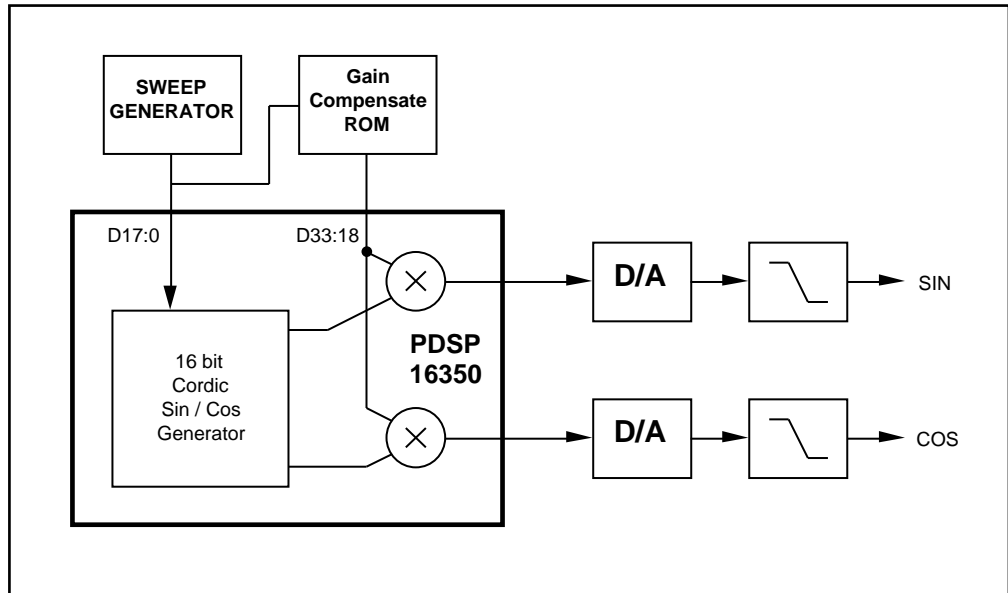 SWEEP
GENERATOR
Gain
Compensate
ROM
D17:0
D33:18
16 bit
Cordic
Sin / Cos
Generator
PDSP
16350
D/A
SIN
D/A
COS